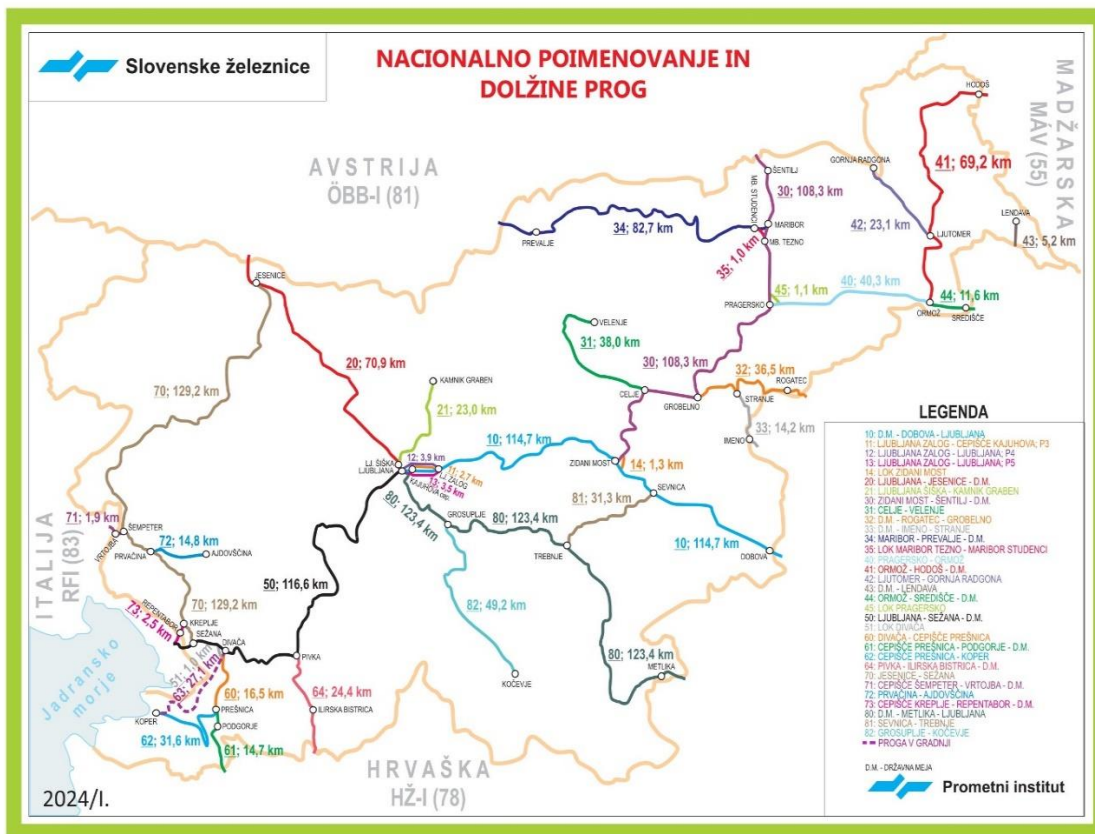 Slovenske železnice
NACIONALNO POIMENOVANJE IN
DOLŽINE PROG
AVSTRIJA
ÖBB-I (81)
MADŽARSKA
MÁV (55)
HODOŠ
41; 69,2 km
GORNJA RADGONA
ŠENTILJ
30; 108,3 km
MB. STUDENCI
MARIBOR
MB. TEZNO
34; 82,7 km
PREVALJE
35; 1,0 km
42; 23,1 km
LJUTOMER
LENDAVA
43; 5,2 km
JESENICE
45; 1,1 km
40; 40,3 km
PRAGERSKO
44; 11,6 km
ORMOŽ
SREDIŠČE
VELENJE
31; 38,0 km
30; 108,3 km
20; 70,9 km
70; 129,2 km
KAMNIK GRABEN
21; 23,0 km
CELJE
GROBELNO
32; 36,5 km
ROGATEC
STRANJE
33; 14,2 km
IMENO
10; 114,7 km
LJ. ŠIŠKA
LJUBLJANA
12; 3,9 km
11; 2,7 km
LJ. ZALOG
13; 3,5 km
KAJUHOVA CEP.
ZIDANI MOST
14; 1,3 km
SEVNICA
81; 31,3 km
80; 123,4 km
GROSUPLJE
80; 123,4 km
TREBNJE
10; 114,7 km
DOBOVA
ITALIJA
RFI (83)
71; 1,9 km
ŠEMPETER
VRTOJBA
PRVAČINA
72; 14,8 km
AJDOVŠČINA
50; 116,6 km
82; 49,2 km
70; 129,2 km
REPENTABOR
73; 2,5 km
KREPLJE
SEŽANA
DIVAČA
PIVKA
51; 1,0 km
63; 27,1 km
80; 123,4 km
METLIKA
KOČEVJE
Jadransko
morje
60; 16,5 km
64; 24,4 km
KOPER
PREŠNICA
ILIRSKA BISTRICA
PODGORJE
62; 31,6 km
61; 14,7 km
HRVAŠKA
HŽ-I (78)
2024/I.
LEGENDA
10: D.M. - DOBOVA - LJUBLJANA
11: LJUBLJANA ZALOG - CEPIŠČE KAJUHOVA; P3
12: LJUBLJANA ZALOG - LJUBLJANA; P4
13: LJUBLJANA ZALOG - LJUBLJANA; P5
14: LOK ZIDANI MOST
20: LJUBLJANA - JESENICE - D.M.
21: LJUBLJANA ŠIŠKA - KAMNIK GRABEN
30: ZIDANI MOST - ŠENTILJ - D.M.
31: CELJE - VELENJE
32: D.M. - ROGATEC - GROBELNO
33: D.M. - IMENO - STRANJE
34: MARIBOR - PREVALJE - D.M.
35: LOK MARIBOR TEZNO - MARIBOR STUDENCI
40: PRAGERSKO - ORMOŽ
41: ORMOŽ - HODOŠ - D.M.
42: LJUTOMER - GORNJA RADGONA
43: D.M. - LENDAVA
44: ORMOŽ - SREDIŠČE - D.M.
45: LOK PRAGERSKO
50: LJUBLJANA - SEŽANA - D.M.
51: LOK DIVAČA
60: DIVAČA - CEPIŠČE PREŠNICA
61: CEPIŠČE PREŠNICA - PODGORJE - D.M.
62: CEPIŠČE PREŠNICA - KOPER
64: PIVKA - ILIRSKA BISTRICA - D.M.
70: JESENICE - SEŽANA
71: CEPIŠČE ŠEMPETER - VRTOJBA - D.M.
72: PRVAČINA - AJDOVŠČINA
73: CEPIŠČE KREPLJE - REPENTABOR - D.M.
80: D.M. - METLIKA - LJUBLJANA
81: SEVNICA - TREBNJE
82: GROSUPLJE - KOČEVJE
PROGA V GRADNJI
D.M. - DRŽAVNA MEJA
Prometni institut